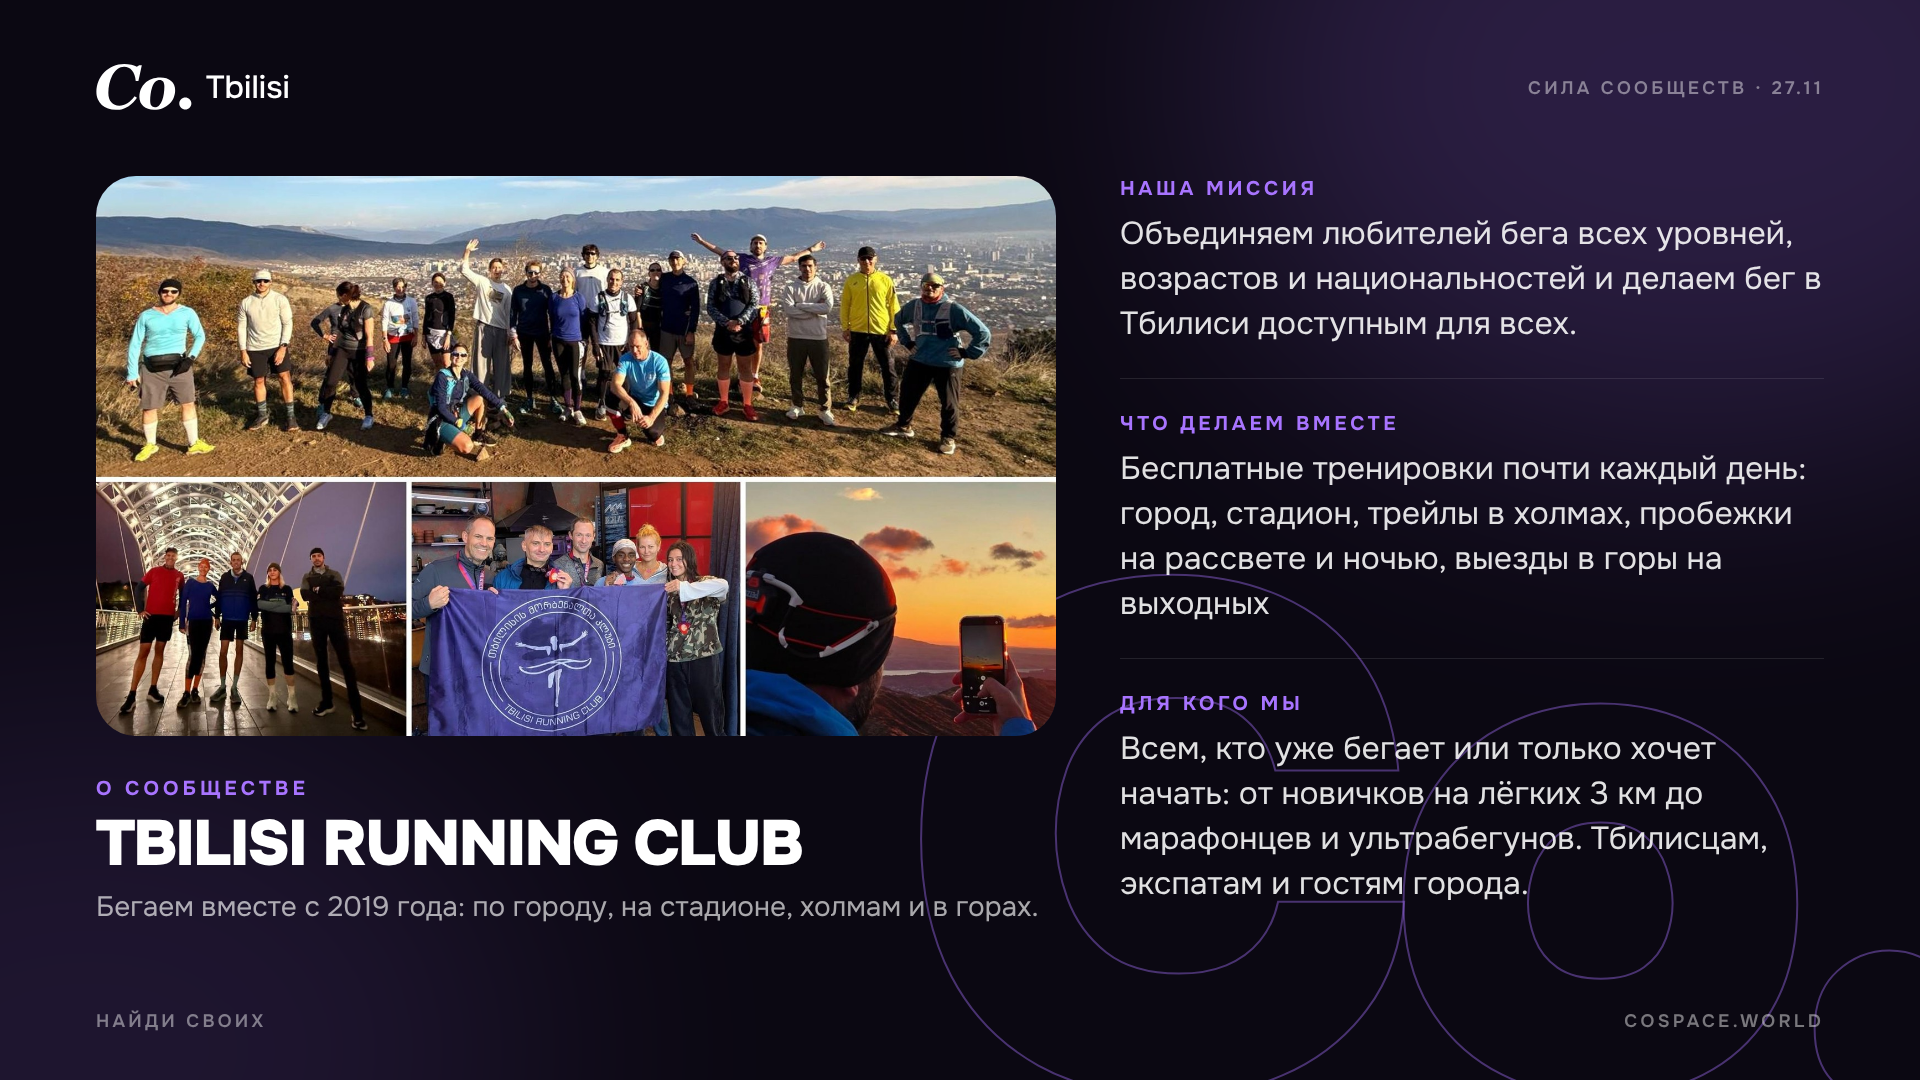 Co. Tbilisi
СИЛА СООБЩЕСТВ · 27.11
თბილისის მორბენალთა კლუბი
TBILISI RUNNING CLUB
О СООБЩЕСТВЕ
TBILISI RUNNING CLUB
Бегаем вместе с 2019 года: по городу, на стадионе, холмам и в горах.
НАША МИССИЯ
Объединяем любителей бега всех уровней,
возрастов и национальностей и делаем бег в
Тбилиси доступным для всех.
ЧТО ДЕЛАЕМ ВМЕСТЕ
Бесплатные тренировки почти каждый день:
город, стадион, трейлы в холмах, пробежки
на рассвете и ночью, выезды в горы на
выходных
ДЛЯ КОГО МЫ
Всем, кто уже бегает или только хочет
начать: от новичков на лёгких 3 км до
марафонцев и ультрабегунов. Тбилисцам,
экспатам и гостям города.
Co.
НАЙДИ СВОИХ
COSPACE.WORLD